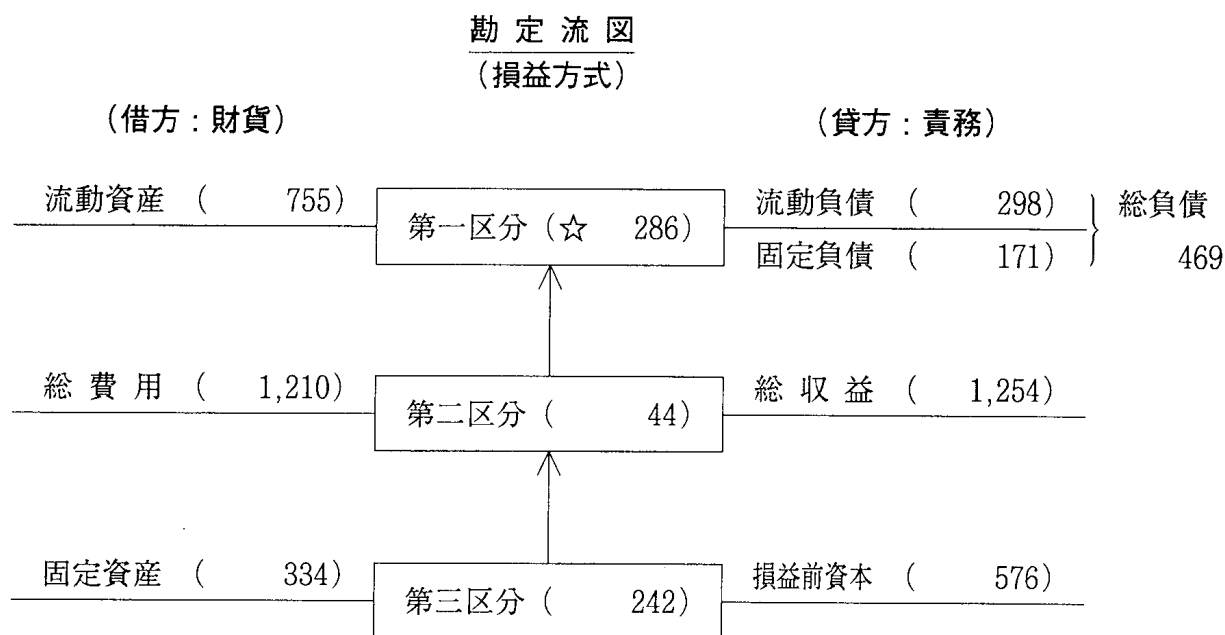 勘定流図
(損益方式)
(借方：財貨)
(貸方：責務)
流動資産 ( 755)
第一区分 (☆ 286)
流動負債 ( 298)
固定負債 ( 171)
総負債
469
総費用 ( 1,210)
第二区分 ( 44)
総収益 ( 1,254)
固定資産 ( 334)
第三区分 ( 242)
損益前資本 ( 576)